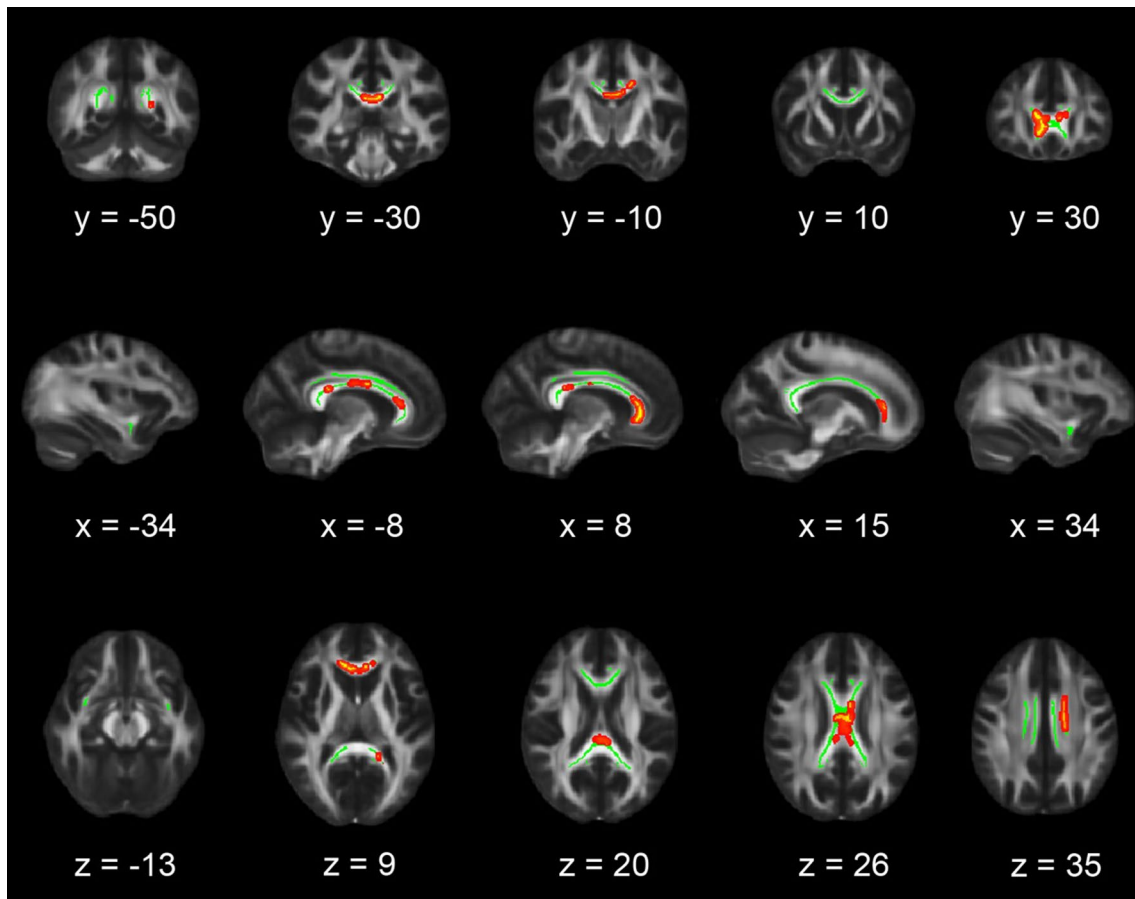 y = -50 y = -30 y = -10 y = 10 y = 30
x = -34 x = -8 x = 8 x = 15 x = 34
z = -13 z = 9 z = 20 z = 26 z = 35